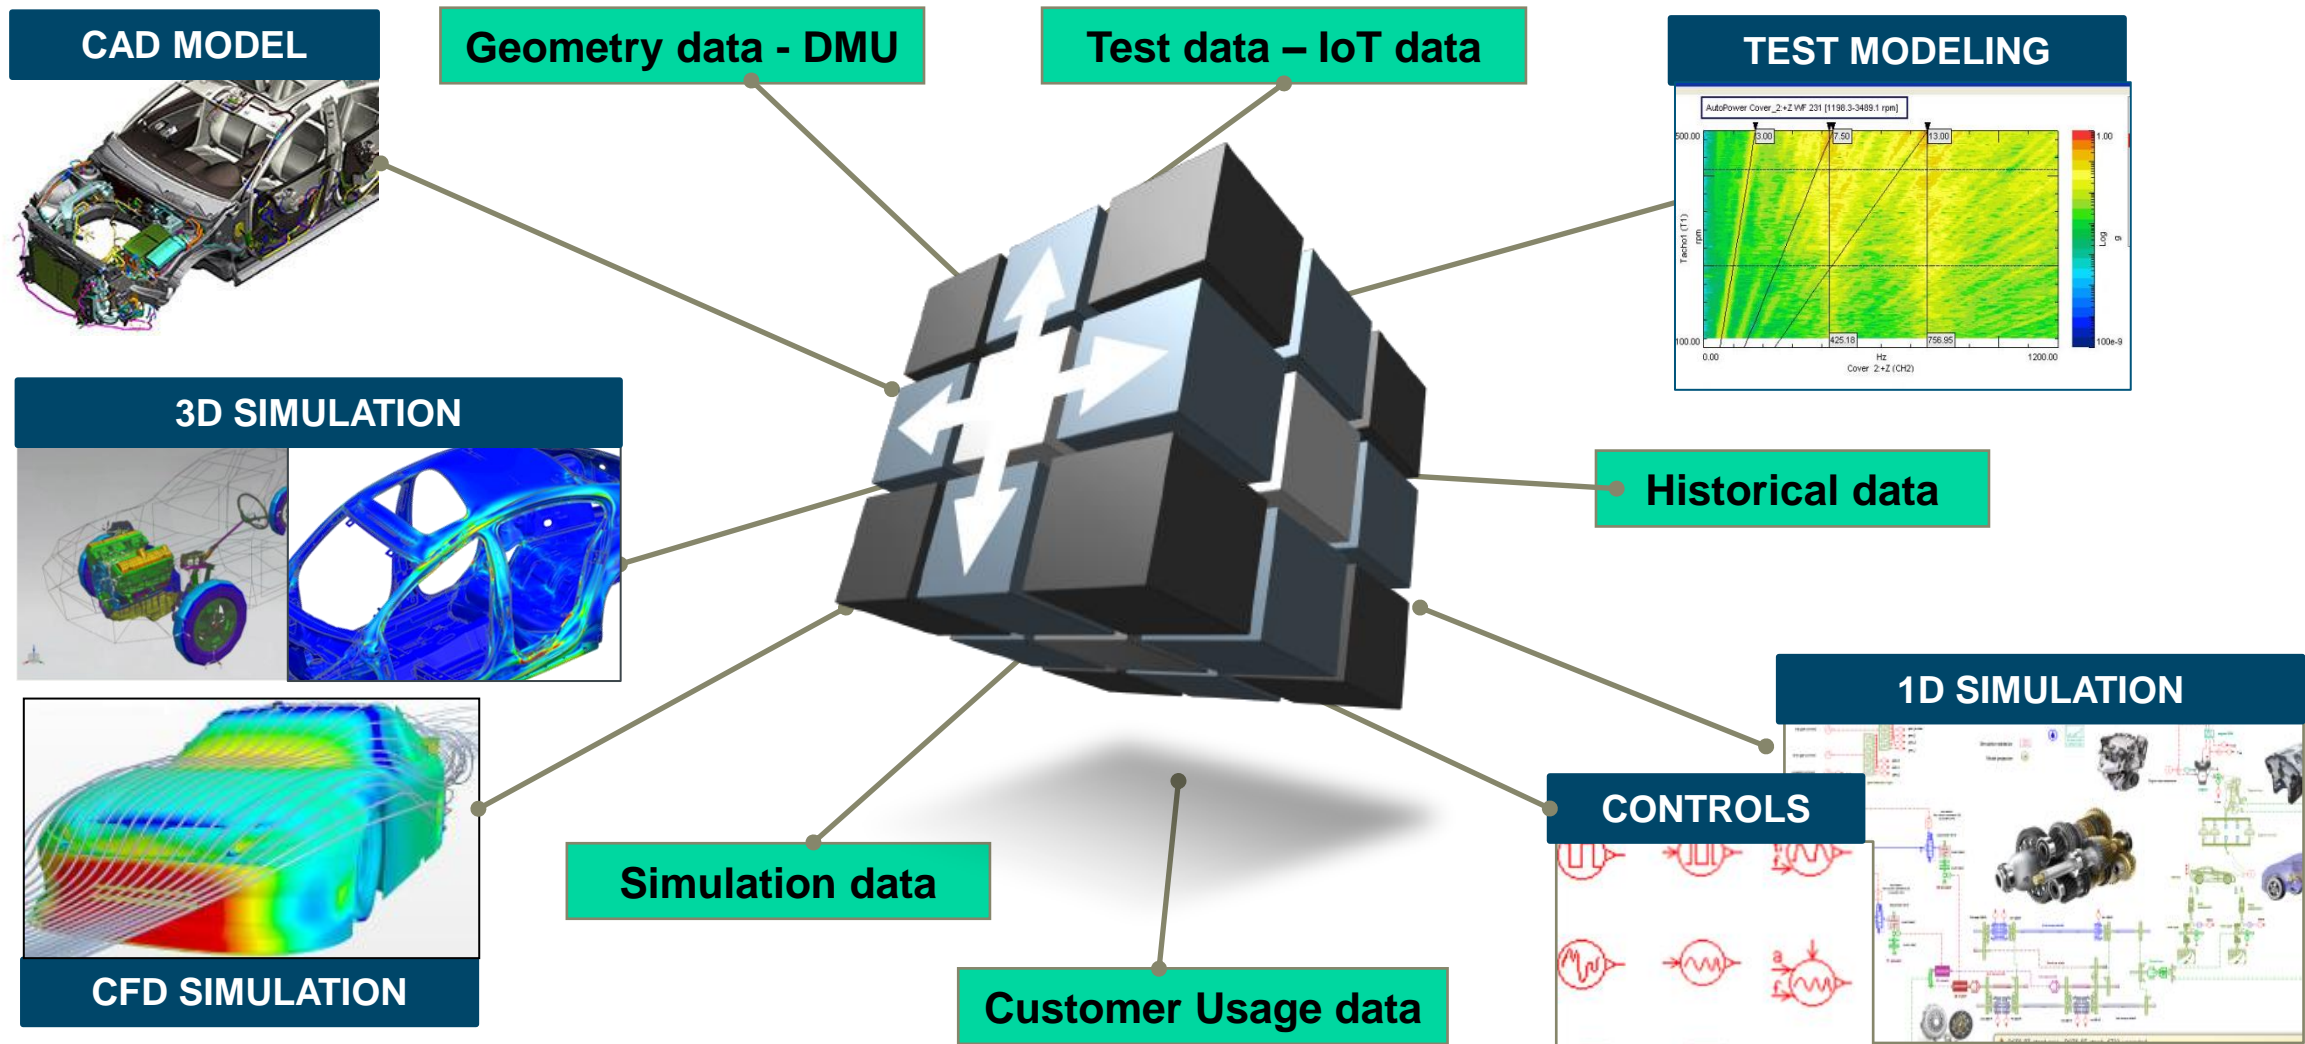 CAD MODEL
Geometry data - DMU
Test data – IoT data
TEST MODELING
AutoPower Cover_2:+Z WF 231 [1198.3-3489.1 rpm]
500.00
3.00
7.50
13.00
1.00
Tacho1 (T1)
rpm
Log
g
100.00
425.18
756.95
100e-9
0.00
Hz
1200.00
Cover 2:+Z (CH2)
3D SIMULATION
Historical data
1D SIMULATION
CONTROLS
Simulation data
a
f
CFD SIMULATION
Customer Usage data